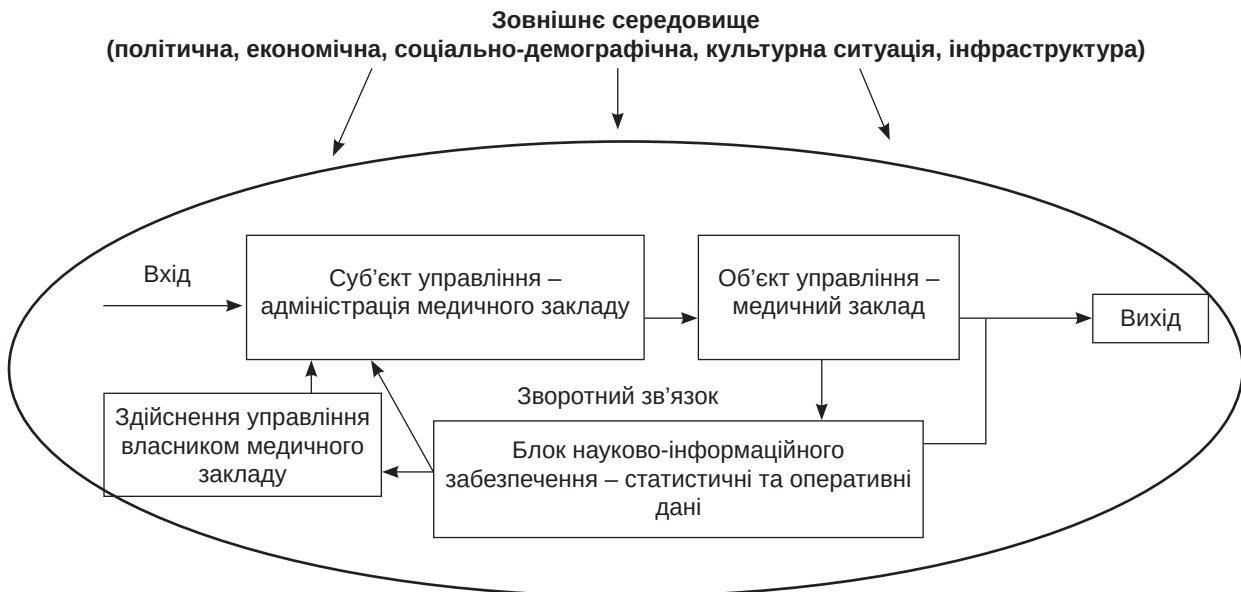 Зовнішнє середовище
(політична, економічна, соціально-демографічна, культурна ситуація, інфраструктура)
Вхід
Суб’єкт управління –
адміністрація медичного закладу
Об’єкт управління –
медичний заклад
Вихід
Зворотний зв’язок
Здійснення управління
власником медичного
закладу
Блок науково-інформаційного
забезпечення – статистичні та оперативні
дані